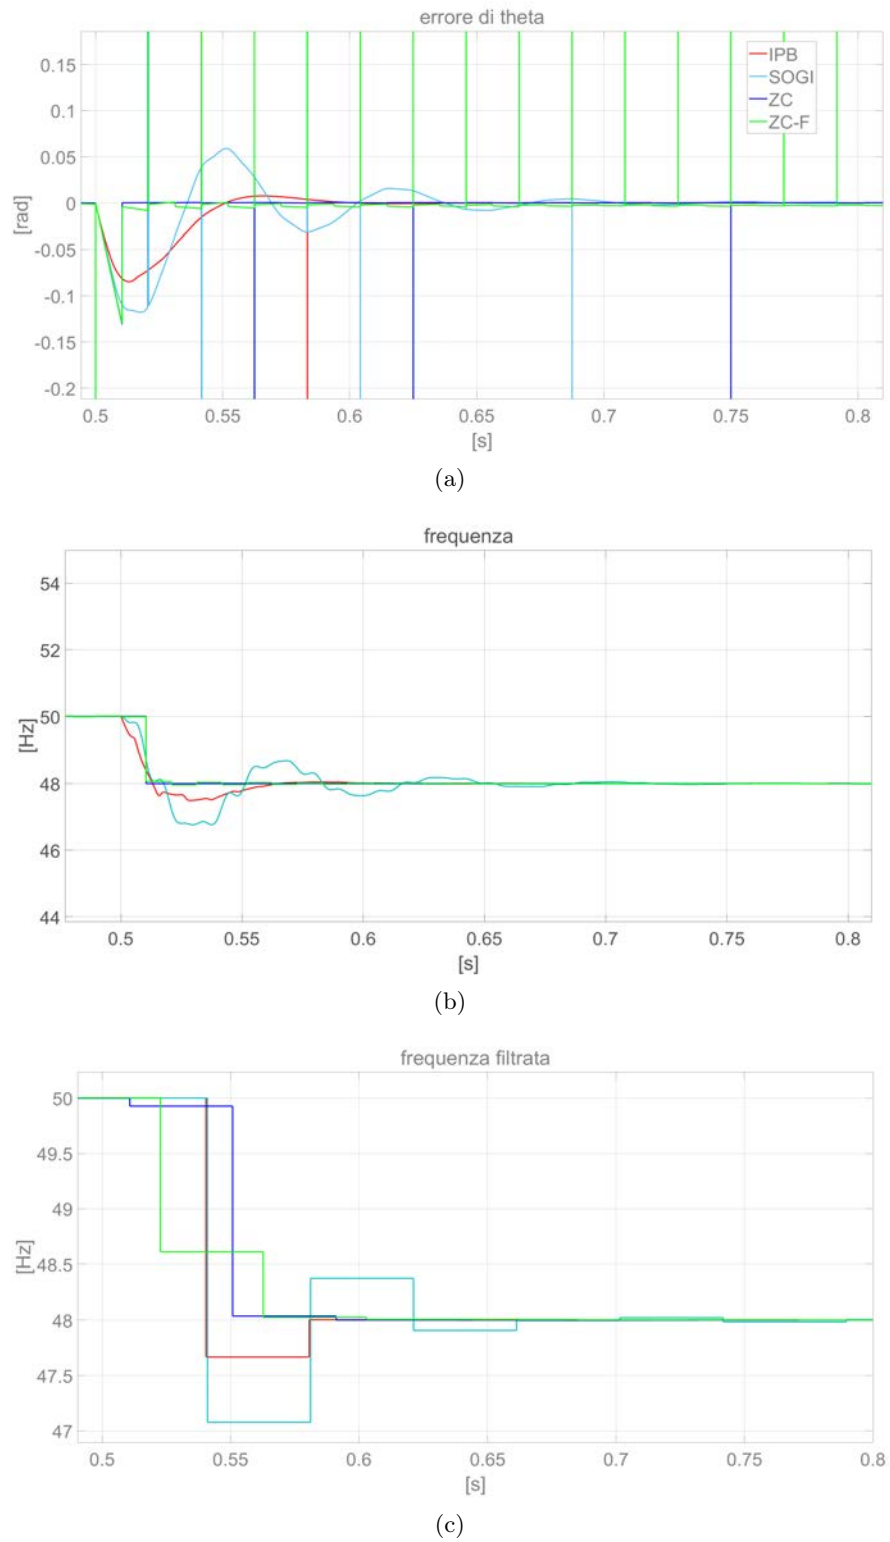 errore di theta
IPB
SOGI
ZC
ZC-F
0.15
0.1
0.05
0
-0.05
-0.1
-0.15
-0.2
[rad]
0.5 0.55 0.6 0.65 0.7 0.75 0.8
[s]
(a)
frequenza
54
52
50
48
46
44
[Hz]
0.5 0.55 0.6 0.65 0.7 0.75 0.8
[s]
(b)
frequenza filtrata
50
49.5
49
48.5
48
47.5
47
[Hz]
0.5 0.55 0.6 0.65 0.7 0.75 0.8
[s]
(c)